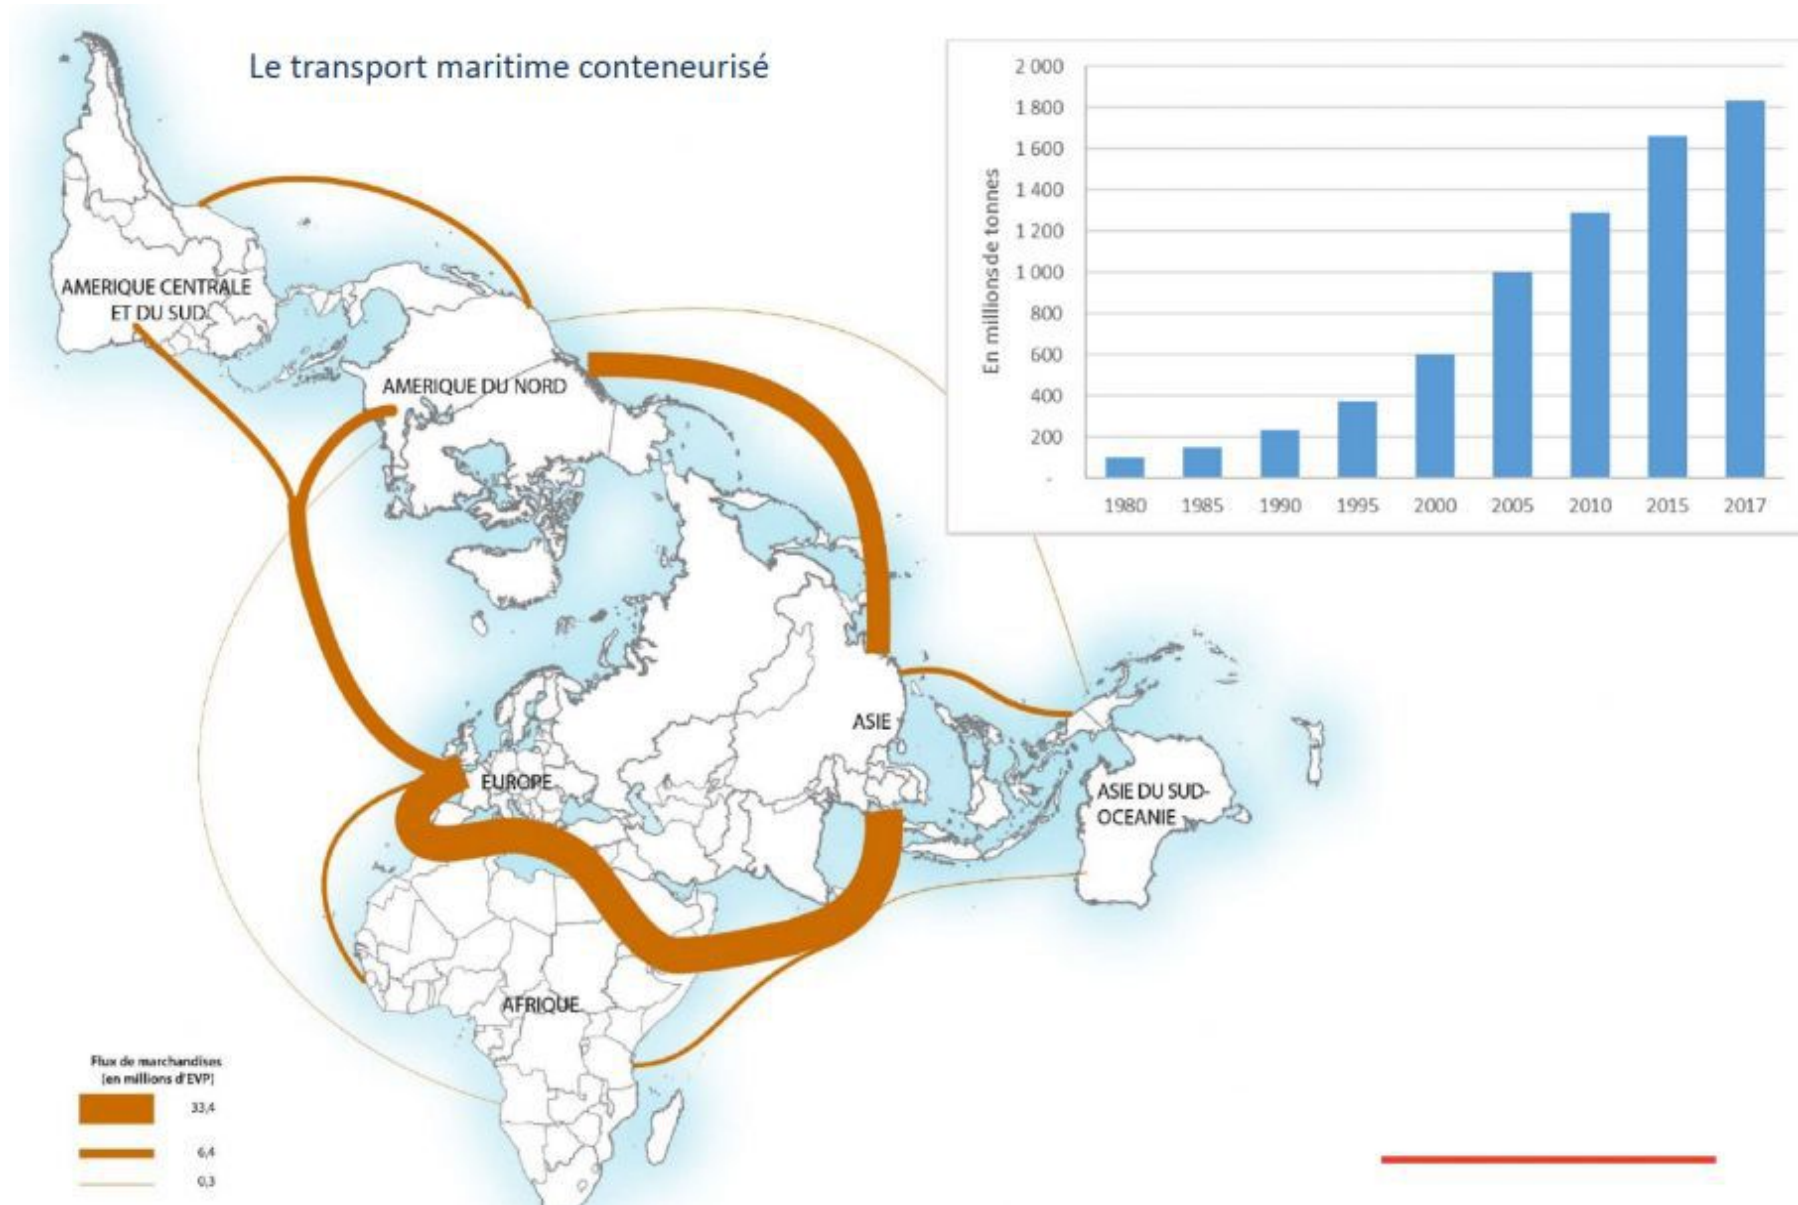 Le transport maritime conteneurisé
2 000
1 800
1 600
1 400
1 200
1 000
800
600
400
200
-
En millions de tonnes
1980 1985 1990 1995 2000 2005 2010 2015 2017
AMERIQUE CENTRALE
ET DU SUD
AMERIQUE DU NORD
ASIE
EUROPE
ASIE DU SUD-
OCEANIE
AFRIQUE
Flux de marchandises
(en millions d'EVP)
33,4
6,4
0,3